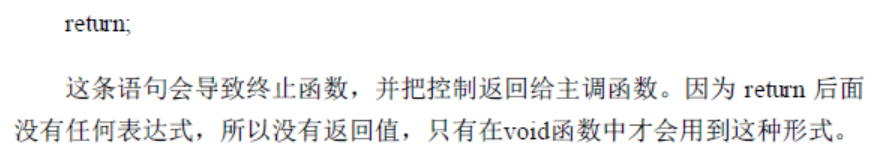 return;
这条语句会导致终止函数，并把控制返回给主调函数。因为 return 后面
没有任何表达式，所以没有返回值，只有在void函数中才会用到这种形式。